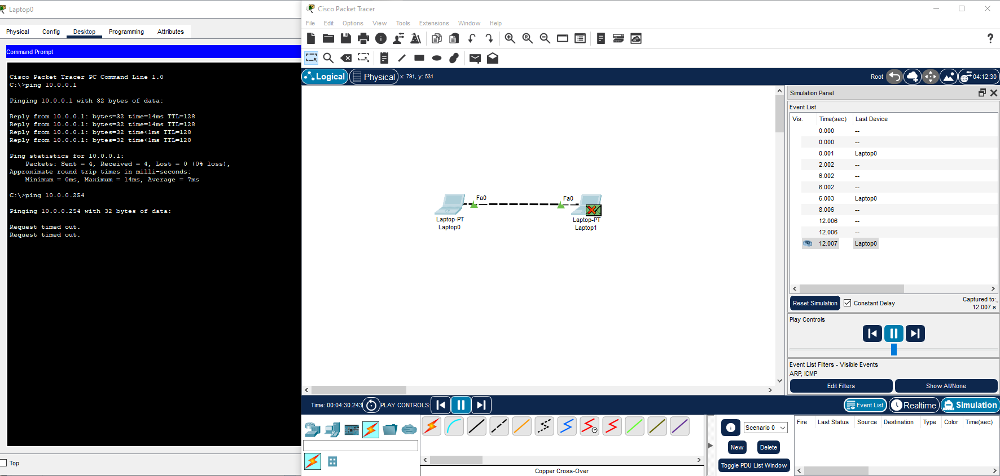 Laptop0
Physical Config Desktop Programming Attributes
Command Prompt
Cisco Packet Tracer PC Command Line 1.0
C:\>ping 10.0.0.1
Pinging 10.0.0.1 with 32 bytes of data:
Reply from 10.0.0.1: bytes=32 time=14ms TTL=128
Reply from 10.0.0.1: bytes=32 time=14ms TTL=128
Reply from 10.0.0.1: bytes=32 time<1ms TTL=128
Reply from 10.0.0.1: bytes=32 time<1ms TTL=128
Ping statistics for 10.0.0.1:
Packets: Sent = 4, Received = 4, Lost = 0 (0% loss),
Approximate round trip times in milli-seconds:
Minimum = 0ms, Maximum = 14ms, Average = 7ms
C:\>ping 10.0.0.254
Pinging 10.0.0.254 with 32 bytes of data:
Request timed out.
Request timed out.
Top
Cisco Packet Tracer
File Edit Options View Tools Extensions Window Help
Logical Physical x: 791, y: 531
Root 04:12:30
Fa0 Fa0
Laptop-PT
Laptop0
Laptop-PT
Laptop1
Simulation Panel
Event List
Vis. Time(sec) Last Device
0.000 --
0.000 --
0.001 Laptop0
2.002 --
6.002 --
6.002 --
6.003 Laptop0
8.006 --
12.006 --
12.006 --
12.007 Laptop0
Reset Simulation Constant Delay
Captured to:
12.007 s
Play Controls
Event List Filters - Visible Events
ARP, ICMP
Edit Filters Show All/None
Time: 00:04:30.243 PLAY CONTROLS:
Event List Realtime Simulation
Copper Cross-Over
Scenario 0
New Delete
Toggle PDU List Window
Fire Last Status Source Destination Type Color Time(sec)